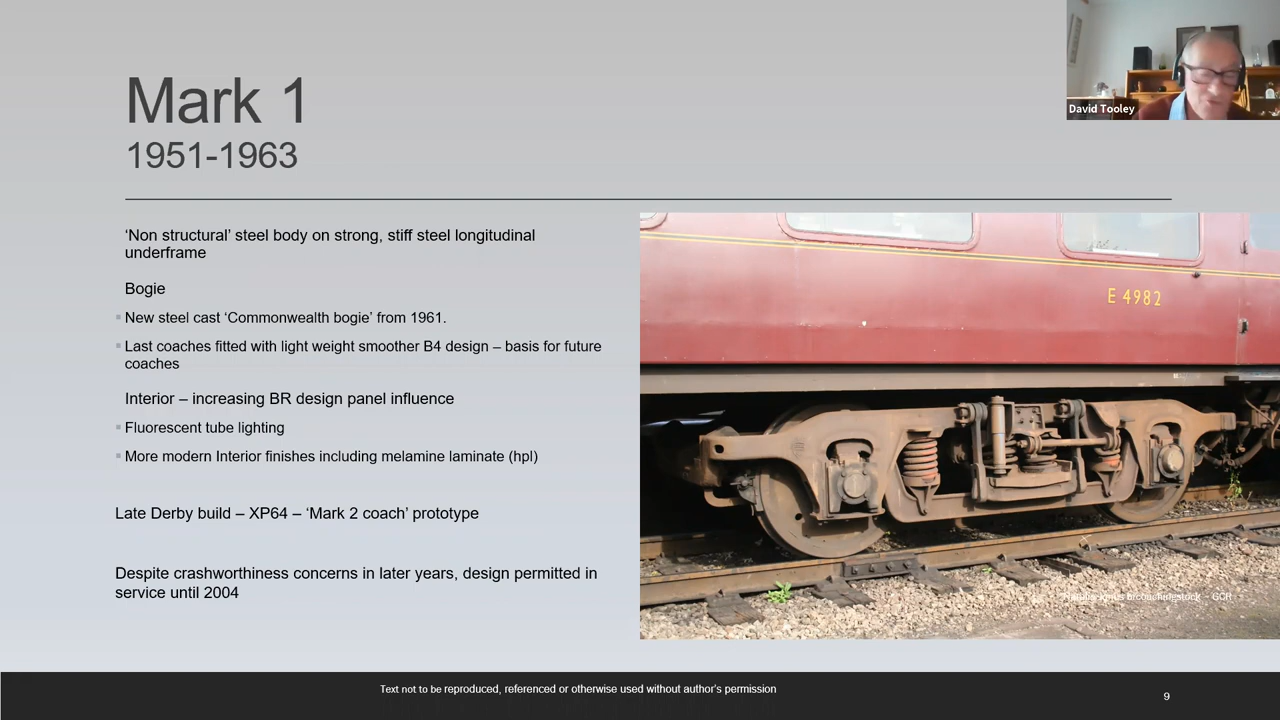 David Tooley
Mark 1
1951-1963
‘Non structural’ steel body on strong, stiff steel longitudinal
underframe
Bogie
New steel cast ‘Commonwealth bogie’ from 1961.
Last coaches fitted with light weight smoother B4 design – basis for future
coaches
Interior – increasing BR design panel influence
Fluorescent tube lighting
More modern Interior finishes including melamine laminate (hpl)
Late Derby build – XP64 – ‘Mark 2 coach’ prototype
Despite crashworthiness concerns in later years, design permitted in
service until 2004
E 4982
– GCR
Text not to be reproduced, referenced or otherwise used without author's permission
9